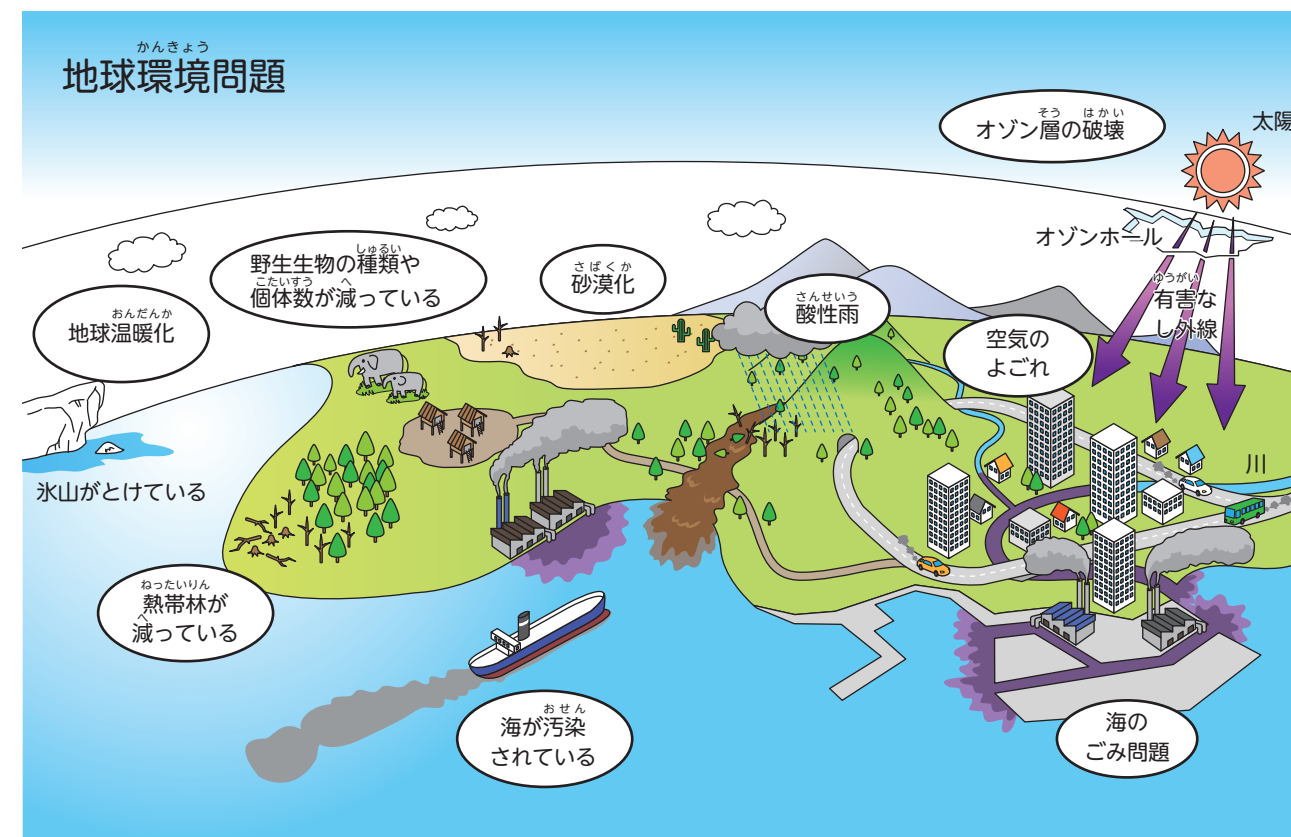 かんきょう
地球環境問題
そう はかい
オゾン層の破壊
太陽
オゾンホール
ゆうがい
有害な
し外線
しゅるい
野生生物の種類や
こたいすう へ
個体数が減っている
さばくか
砂漠化
さんせいう
酸性雨
おんだんか
地球温暖化
空気の
よごれ
川
氷山がとけている
ねったいりん
熱帯林が
へ
減っている
おせん
海が汚染
されている
海の
ごみ問題